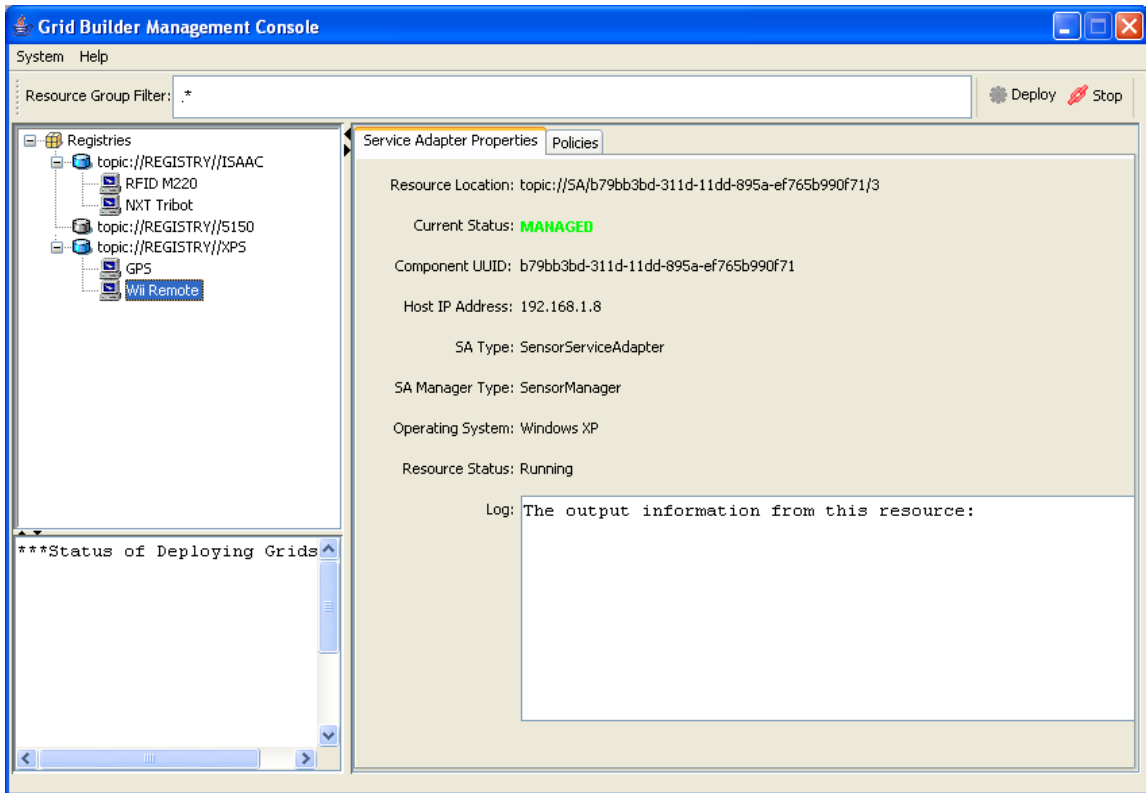 Grid Builder Management Console
System Help
Resource Group Filter: .*
Deploy Stop
Registries
topic://REGISTRY//ISAAC
RFID M220
NXT Tribot
topic://REGISTRY//5150
topic://REGISTRY//XPS
GPS
Wii Remote
***Status of Deploying Grids
Service Adapter Properties Policies
Resource Location: topic://SA/b79bb3bd-311d-11dd-895a-ef765b990f71/3
Current Status: MANAGED
Component UUID: b79bb3bd-311d-11dd-895a-ef765b990f71
Host IP Address: 192.168.1.8
SA Type: SensorServiceAdapter
SA Manager Type: SensorManager
Operating System: Windows XP
Resource Status: Running
Log: The output information from this resource: